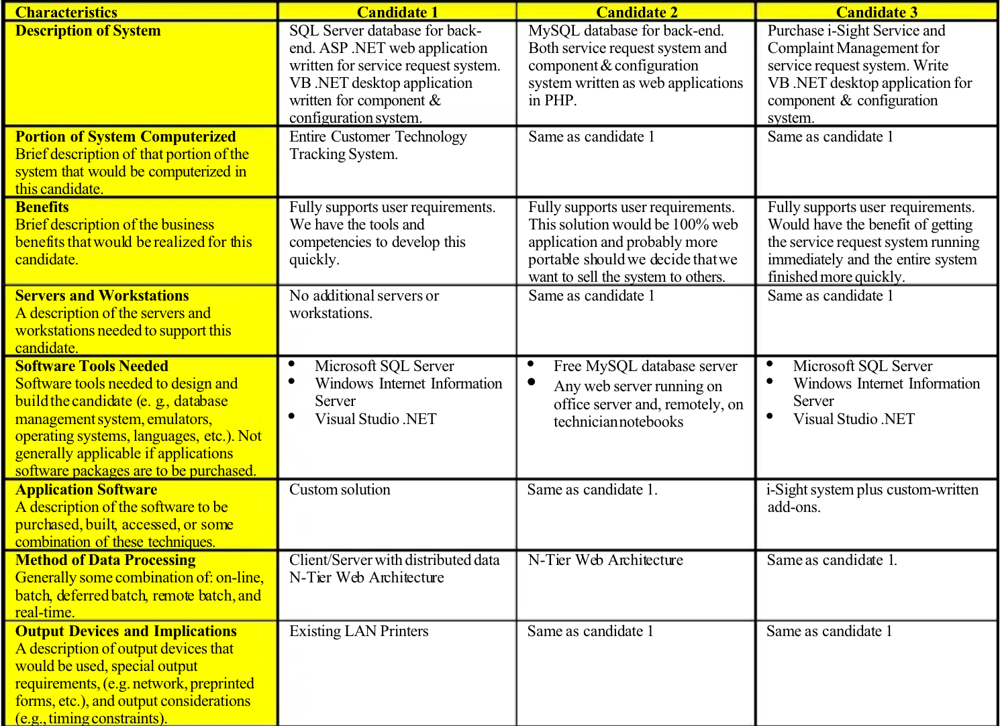 Characteristics
Candidate 1
Candidate 2
Candidate 3
Description of System
SQL Server database for back-
end. ASP .NET web application
written for service request system.
VB .NET desktop application
written for component &
configuration system.
MySQL database for back-end.
Both service request system and
component & configuration
system written as web applications
in PHP.
Purchase i-Sight Service and
Complaint Management for
service request system. Write
VB .NET desktop application for
component & configuration
system.
Portion of System Computerized
Brief description of that portion of the
system that would be computerized in
this candidate.
Entire Customer Technology
Tracking System.
Same as candidate 1
Same as candidate 1
Benefits
Brief description of the business
benefits that would be realized for this
candidate.
Fully supports user requirements.
We have the tools and
competencies to develop this
quickly.
Fully supports user requirements.
This solution would be 100% web
application and probably more
portable should we decide that we
want to sell the system to others.
Fully supports user requirements.
Would have the benefit of getting
the service request system running
immediately and the entire system
finished more quickly.
Servers and Workstations
A description of the servers and
workstations needed to support this
candidate.
No additional servers or
workstations.
Same as candidate 1
Same as candidate 1
Software Tools Needed
Software tools needed to design and
build the candidate (e. g., database
management system, emulators,
operating systems, languages, etc.). Not
generally applicable if applications
software packages are to be purchased.
• Microsoft SQL Server
• Windows Internet Information
Server
• Visual Studio .NET
• Free MySQL database server
• Any web server running on
office server and, remotely, on
technician notebooks
• Microsoft SQL Server
• Windows Internet Information
Server
• Visual Studio .NET
Application Software
A description of the software to be
purchased, built, accessed, or some
combination of these techniques.
Custom solution
Same as candidate 1.
i-Sight system plus custom-written
add-ons.
Method of Data Processing
Generally some combination of: on-line,
batch, deferred batch, remote batch, and
real-time.
Client/Server with distributed data
N-Tier Web Architecture
N-Tier Web Architecture
Same as candidate 1.
Output Devices and Implications
A description of output devices that
would be used, special output
requirements, (e.g. network, preprinted
forms, etc.), and output considerations
(e.g., timing constraints).
Existing LAN Printers
Same as candidate 1
Same as candidate 1